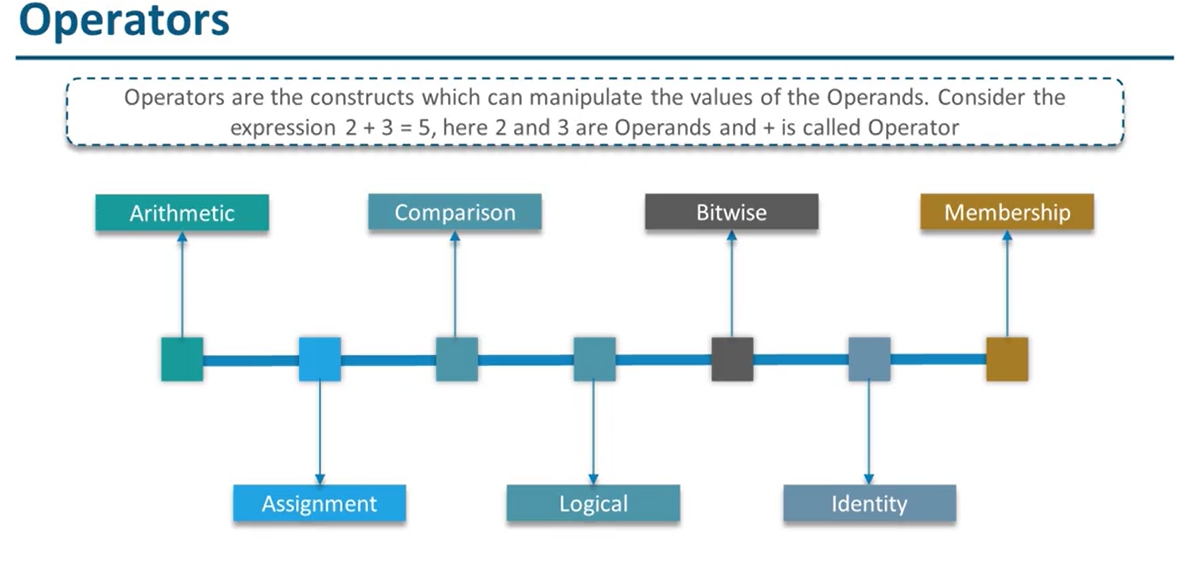 Operators
Operators are the constructs which can manipulate the values of the Operands. Consider the
expression 2 + 3 = 5, here 2 and 3 are Operands and + is called Operator
Arithmetic
Comparison
Bitwise
Membership
Assignment
Logical
Identity